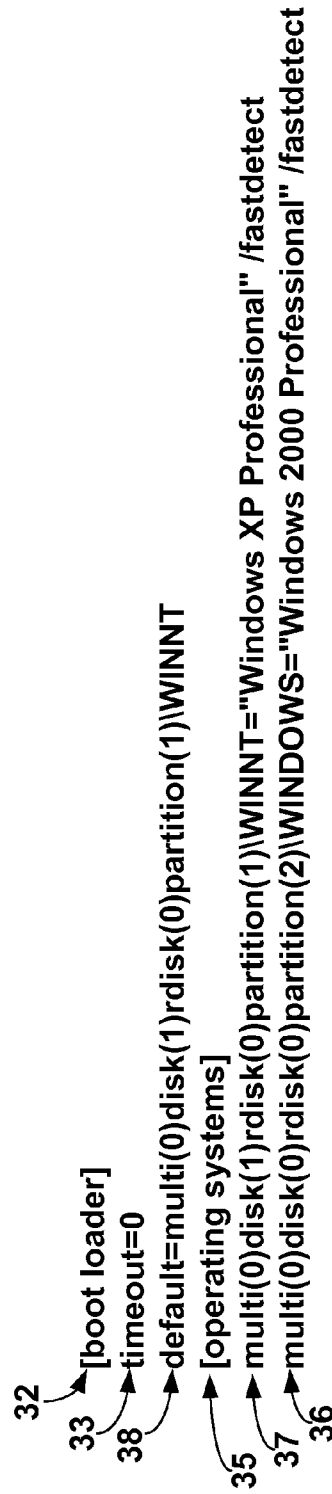 32
[boot loader]
33
timeout=0
38
default=multi(0)disk(1)rdisk(0)partition(1)\WINNT
35
[operating systems]
37
multi(0)disk(1)rdisk(0)partition(1)\WINNT="Windows XP Professional" /fastdetect
36
multi(0)disk(0)rdisk(0)partition(2)\WINDOWS="Windows 2000 Professional" /fastdetect